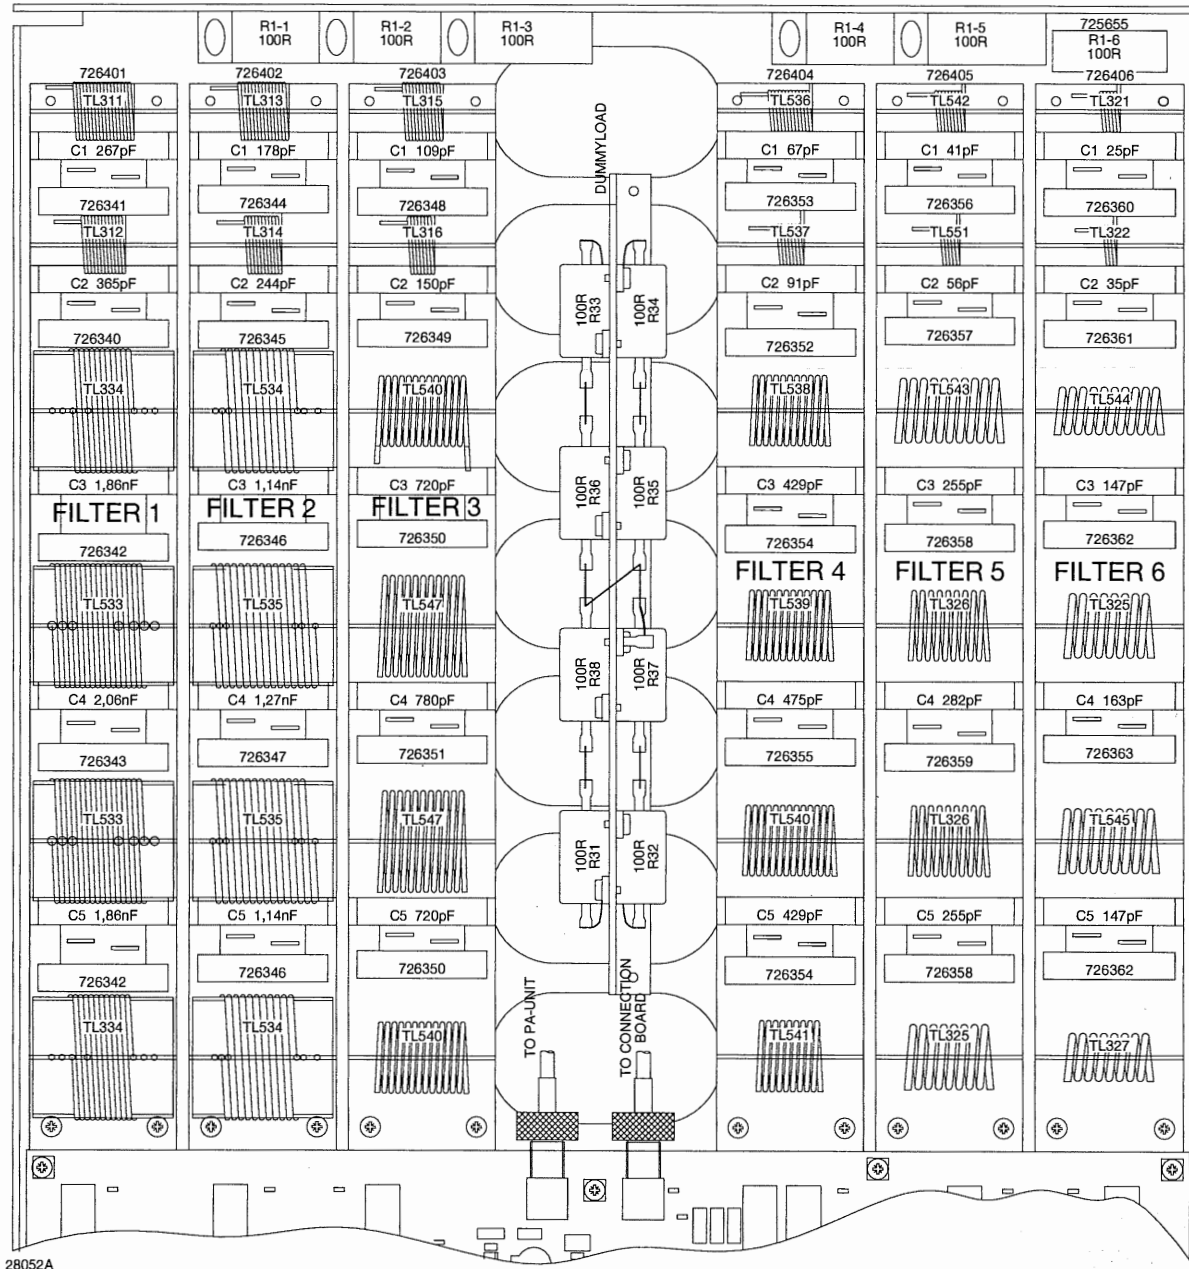 R1-1
100R
R1-2
100R
R1-3
100R
R1-4
100R
R1-5
100R
725655
R1-6
100R
726401
726402
726403
726404
726405
726406
TL311
TL313
TL315
TL536
TL542
TL321
DUMMYLOAD
C1 267pF
C1 178pF
C1 109pF
C1 67pF
C1 41pF
C1 25pF
726341
726344
726348
726353
726356
726360
TL312
TL314
TL316
TL537
TL551
TL322
C2 365pF
C2 244pF
C2 150pF
C2 91pF
C2 56pF
C2 35pF
100R
R33
100R
R34
726340
726345
726349
726352
726357
726361
TL334
TL534
TL540
TL538
TL543
TL544
C3 1,86nF
C3 1,14nF
C3 720pF
C3 429pF
C3 255pF
C3 147pF
100R
R36
100R
R35
FILTER 1
FILTER 2
FILTER 3
726342
726346
726350
726354
726358
726362
FILTER 4
FILTER 5
FILTER 6
TL533
TL535
TL547
TL539
TL326
TL325
100R
R38
100R
R37
C4 2,06nF
C4 1,27nF
C4 780pF
C4 475pF
C4 282pF
C4 163pF
726343
726347
726351
726355
726359
726363
TL533
TL535
TL547
TL540
TL326
TL545
100R
R31
100R
R32
C5 1,86nF
C5 1,14nF
C5 720pF
C5 429pF
C5 255pF
C5 147pF
726342
726346
726350
726354
726358
726362
TO PA-UNIT
TO CONNECTION
BOARD
TL334
TL534
TL540
TL541
TL325
TL327
28052A